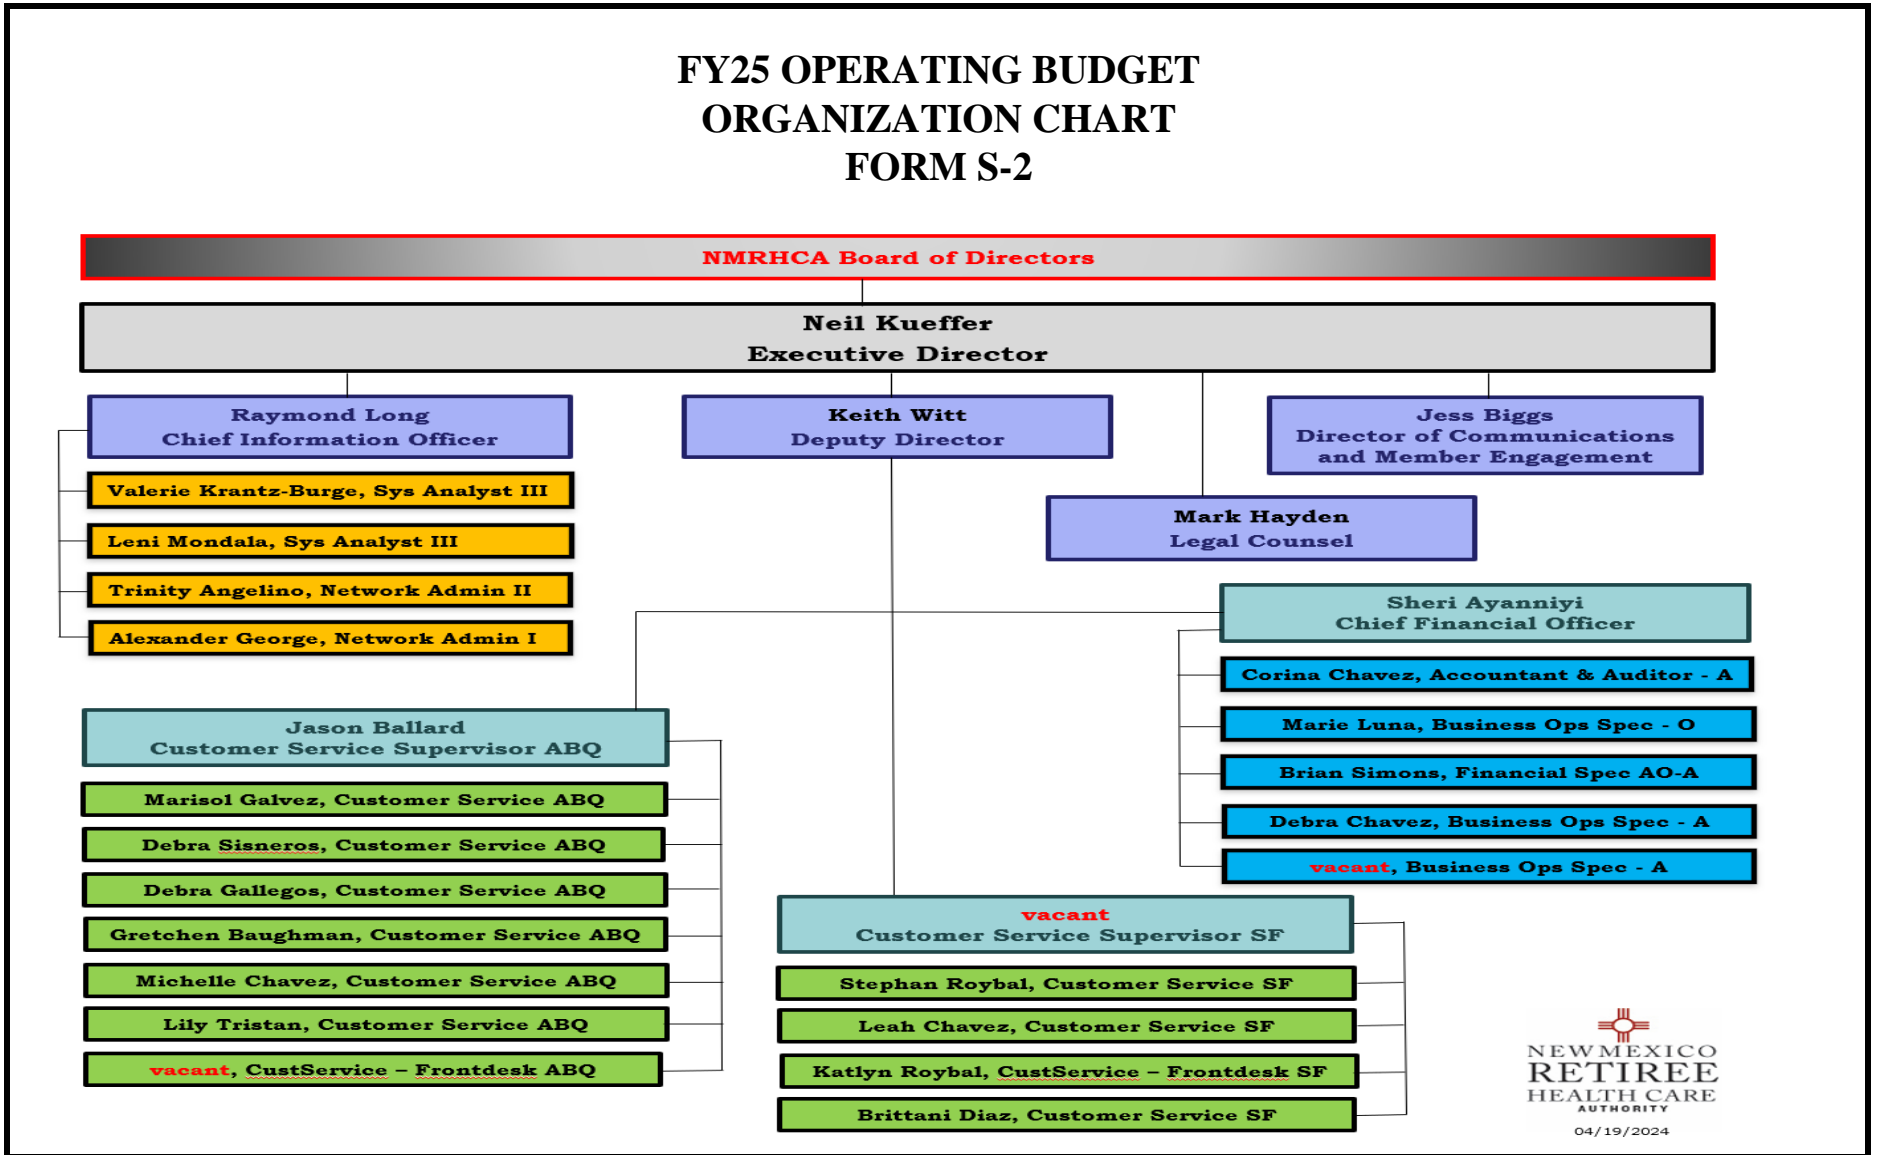 FY25 OPERATING BUDGET
ORGANIZATION CHART
FORM S-2
NMRHCA Board of Directors
Neil Kueffer
Executive Director
Raymond Long
Chief Information Officer
Valerie Krantz-Burge, Sys Analyst III
Leni Mondala, Sys Analyst III
Trinity Angelino, Network Admin II
Alexander George, Network Admin I
Keith Witt
Deputy Director
Jess Biggs
Director of Communications
and Member Engagement
Mark Hayden
Legal Counsel
Sheri Ayanniyi
Chief Financial Officer
Corina Chavez, Accountant & Auditor - A
Marie Luna, Business Ops Spec - O
Brian Simons, Financial Spec AO-A
Debra Chavez, Business Ops Spec - A
vacant, Business Ops Spec - A
Jason Ballard
Customer Service Supervisor ABQ
Marisol Galvez, Customer Service ABQ
Debra Sisneros, Customer Service ABQ
Debra Gallegos, Customer Service ABQ
Gretchen Baughman, Customer Service ABQ
Michelle Chavez, Customer Service ABQ
Lily Tristan, Customer Service ABQ
vacant, CustService – Frontdesk ABQ
vacant
Customer Service Supervisor SF
Stephan Roybal, Customer Service SF
Leah Chavez, Customer Service SF
Katlyn Roybal, CustService – Frontdesk SF
Brittani Diaz, Customer Service SF
NEW MEXICO
RETIREE
HEALTH CARE
AUTHORITY
04/19/2024